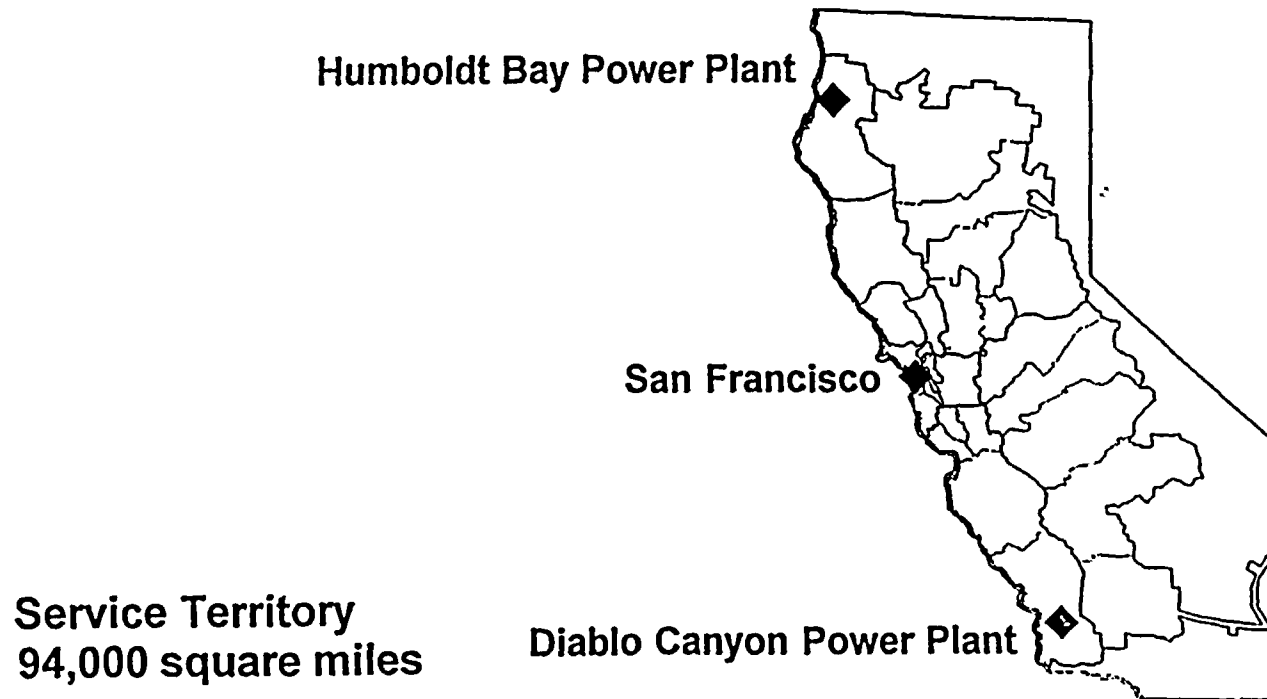 Humboldt Bay Power Plant
San Francisco
Service Territory
94,000 square miles
Diablo Canyon Power Plant